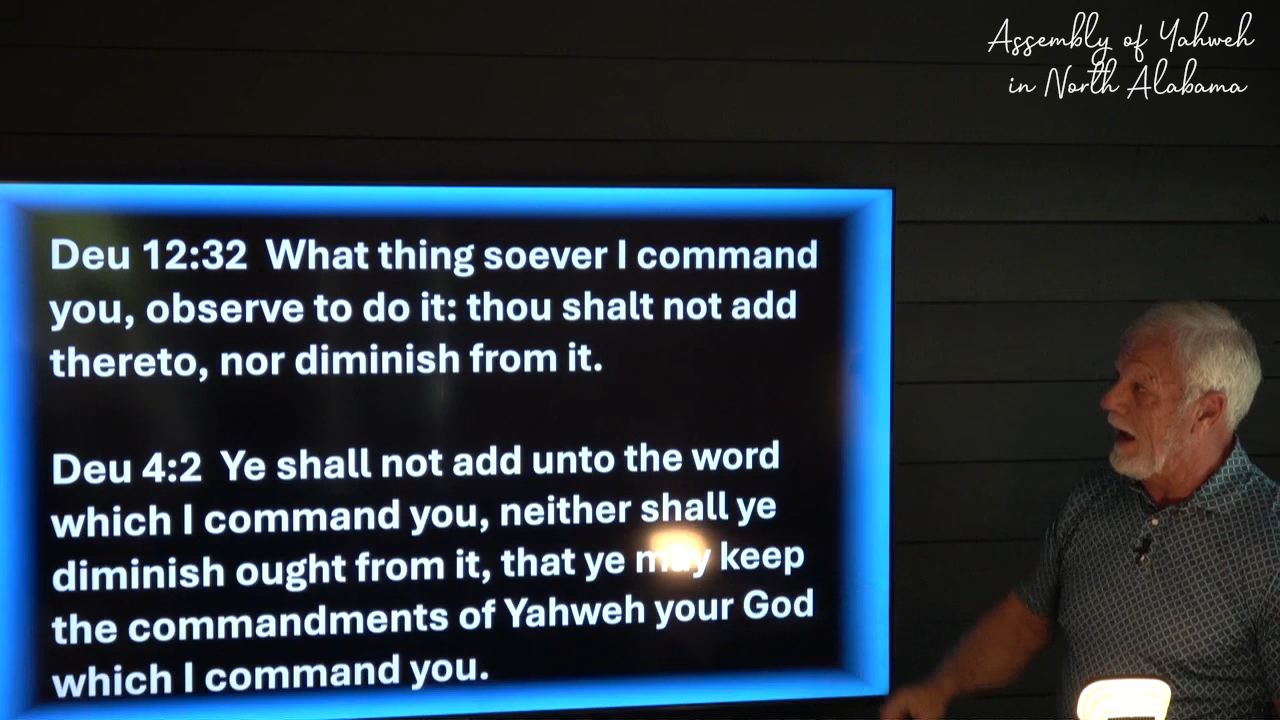 Assembly of Yahweh
in North Alabama
Deu 12:32 What thing soever I command
you, observe to do it: thou shalt not add
thereto, nor diminish from it.
Deu 4:2 Ye shall not add unto the word
which I command you, neither shall ye
diminish ought from it, that ye may keep
the commandments of Yahweh your God
which I command you.